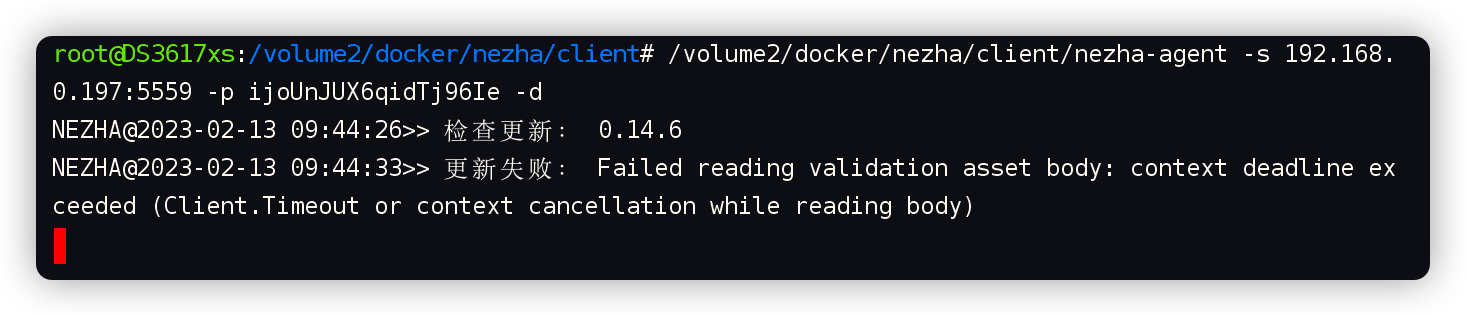 root@DS3617xs:/volume2/docker/nezha/client# /volume2/docker/nezha/client/nezha-agent -s 192.168.
0.197:5559 -p ijoUnJUX6qidTj96Ie -d
NEZHA@2023-02-13 09:44:26>> 检查更新： 0.14.6
NEZHA@2023-02-13 09:44:33>> 更新失败： Failed reading validation asset body: context deadline ex
ceeded (Client.Timeout or context cancellation while reading body)